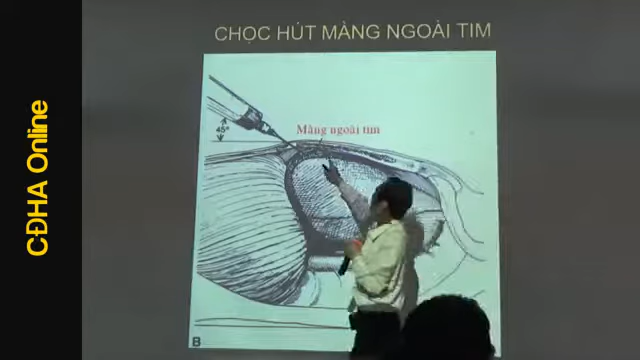 CHỌC HÚT MÀNG NGOÀI TIM
45°
Màng ngoài tim
B
CĐHA Online